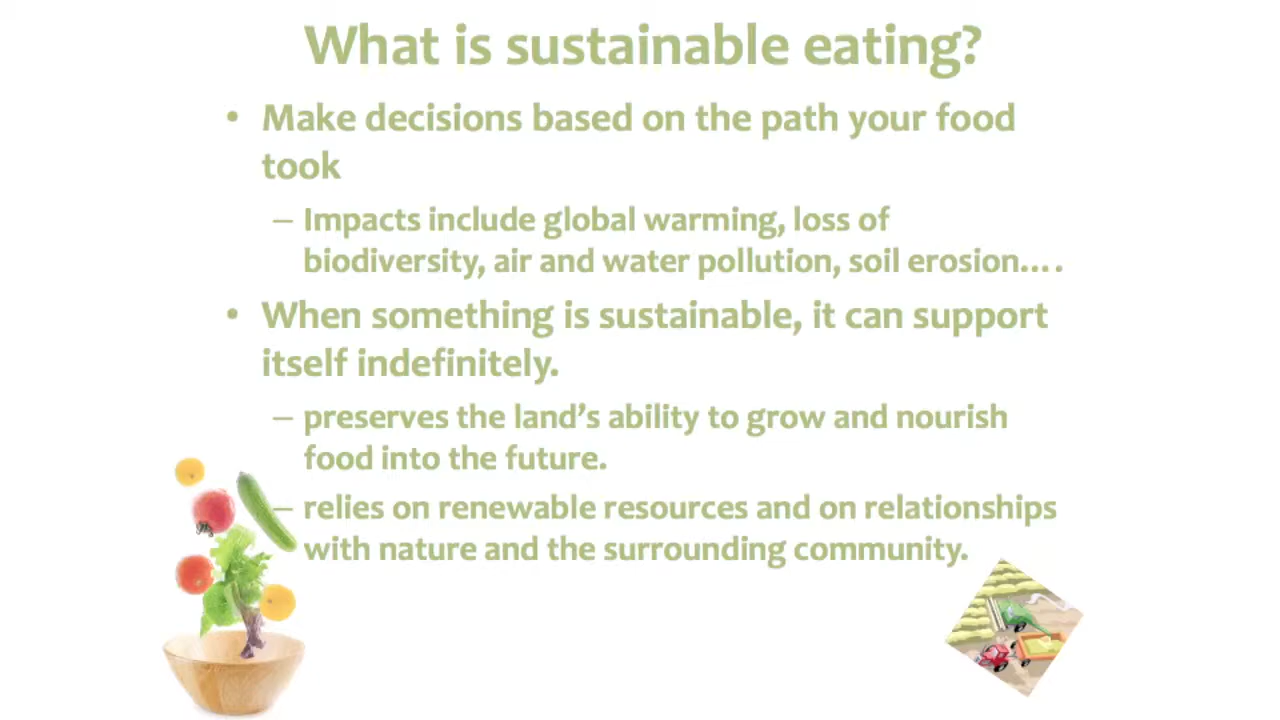 What is sustainable eating?
• Make decisions based on the path your food
took
– Impacts include global warming, loss of
biodiversity, air and water pollution, soil erosion….
• When something is sustainable, it can support
itself indefinitely.
– preserves the land’s ability to grow and nourish
food into the future.
– relies on renewable resources and on relationships
with nature and the surrounding community.